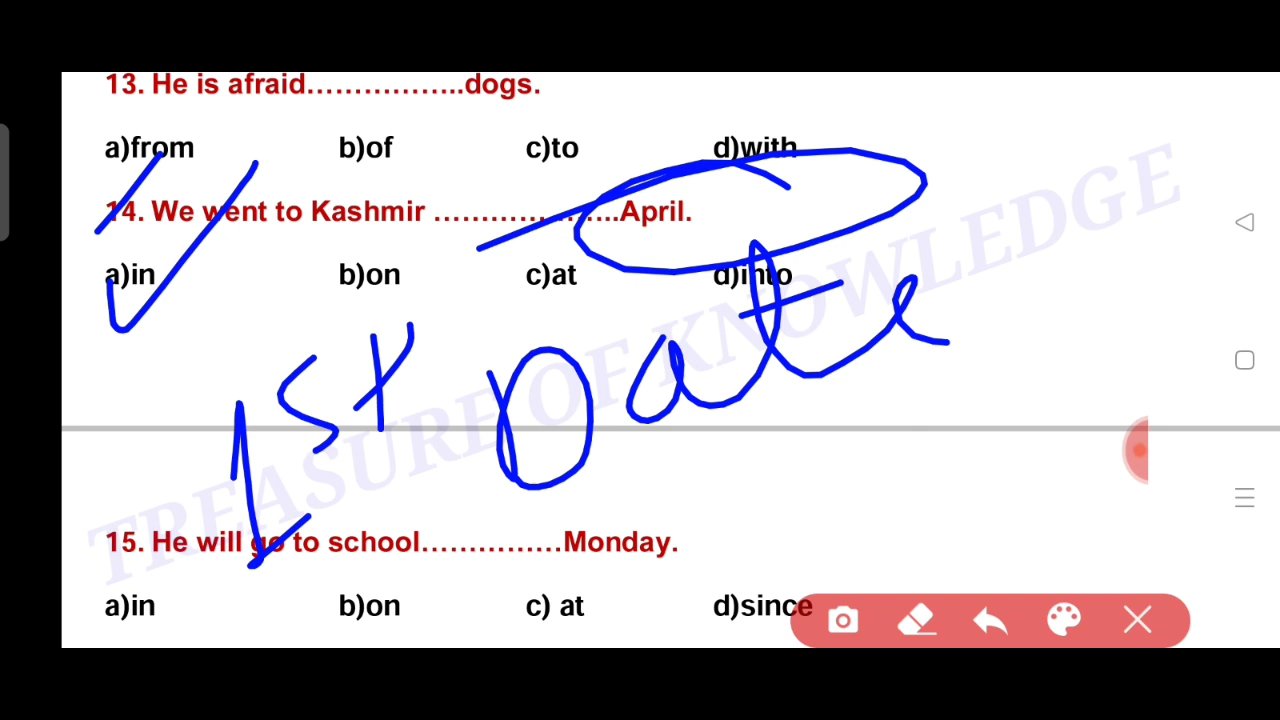 13. He is afraid……………..dogs.
a)from b)of c)to d)with
14. We went to Kashmir ………………..April.
a)in b)on c)at d)into
1st Date
TREASURE OF KNOWLEDGE
15. He will go to school……………Monday.
a)in b)on c) at d)since